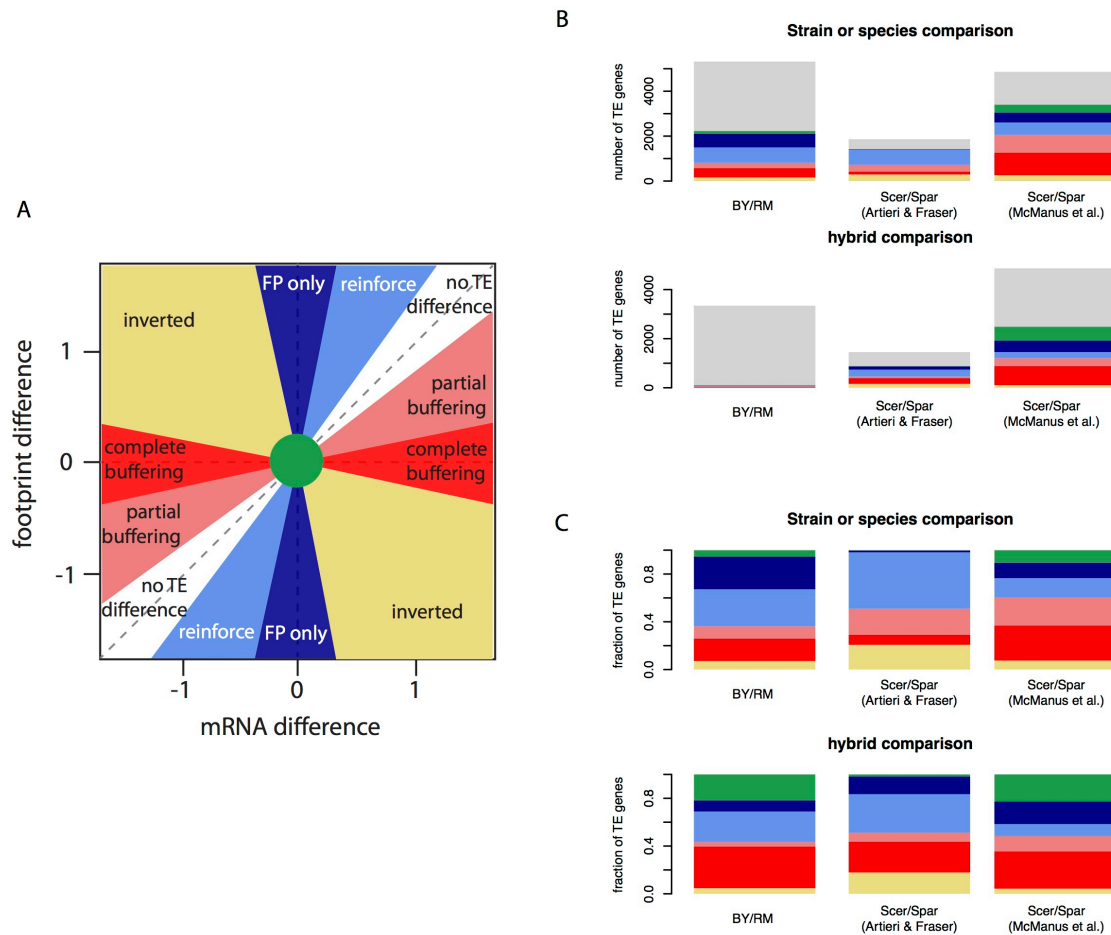 A
footprint difference
1
0
-1
inverted
FP only
reinforce
no TE
difference
partial
buffering
complete
buffering
complete
buffering
partial
buffering
no TE
difference
reinforce
FP only
inverted
-1
0
1
mRNA difference
B
Strain or species comparison
number of TE genes
4000
2000
0
BY/RM
Scer/Spar
(Artieri & Fraser)
Scer/Spar
(McManus et al.)
hybrid comparison
number of TE genes
4000
2000
0
BY/RM
Scer/Spar
(Artieri & Fraser)
Scer/Spar
(McManus et al.)
C
Strain or species comparison
fraction of TE genes
0.8
0.4
0.0
BY/RM
Scer/Spar
(Artieri & Fraser)
Scer/Spar
(McManus et al.)
hybrid comparison
fraction of TE genes
0.8
0.4
0.0
BY/RM
Scer/Spar
(Artieri & Fraser)
Scer/Spar
(McManus et al.)